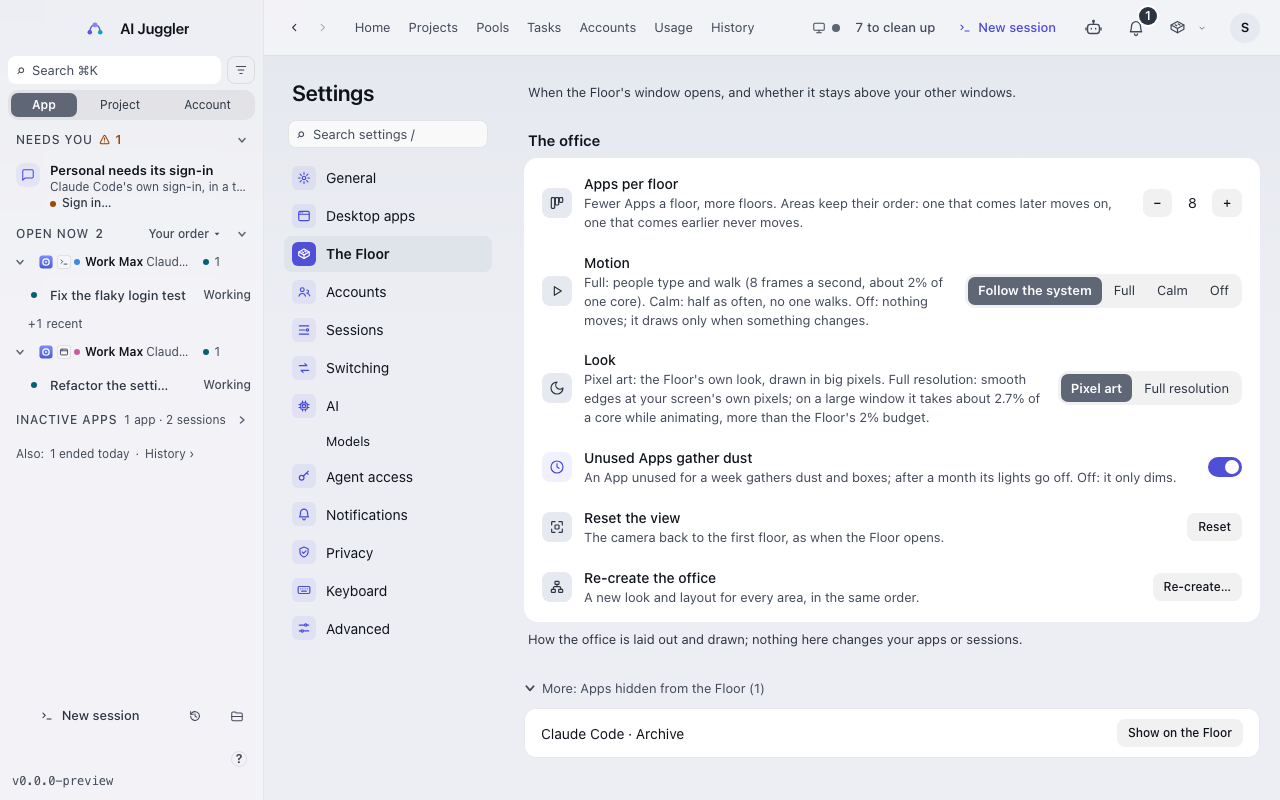 AI Juggler
Search ⌘K
App
Project
Account
NEEDS YOU 1
Personal needs its sign-in
Claude Code's own sign-in, in a t…
Sign in…
OPEN NOW 2
Your order
Work Max Claud…
1
Fix the flaky login test
Working
+1 recent
Work Max Claud…
1
Refactor the setti…
Working
INACTIVE APPS
1 app · 2 sessions
Also: 1 ended today · History ›
New session
?
v0.0.0-preview
Home
Projects
Pools
Tasks
Accounts
Usage
History
7 to clean up
New session
1
S
Settings
Search settings /
General
Desktop apps
The Floor
Accounts
Sessions
Switching
AI
Models
Agent access
Notifications
Privacy
Keyboard
Advanced
When the Floor's window opens, and whether it stays above your other windows.
The office
Apps per floor
Fewer Apps a floor, more floors. Areas keep their order: one that comes later moves on,
one that comes earlier never moves.
− 8 +
Motion
Full: people type and walk (8 frames a second, about 2% of
one core). Calm: half as often, no one walks. Off: nothing
moves; it draws only when something changes.
Follow the system
Full
Calm
Off
Look
Pixel art: the Floor's own look, drawn in big pixels. Full resolution: smooth
edges at your screen's own pixels; on a large window it takes about 2.7% of
a core while animating, more than the Floor's 2% budget.
Pixel art
Full resolution
Unused Apps gather dust
An App unused for a week gathers dust and boxes; after a month its lights go off. Off: it only dims.
Reset the view
The camera back to the first floor, as when the Floor opens.
Reset
Re-create the office
A new look and layout for every area, in the same order.
Re-create…
How the office is laid out and drawn; nothing here changes your apps or sessions.
More: Apps hidden from the Floor (1)
Claude Code · Archive
Show on the Floor